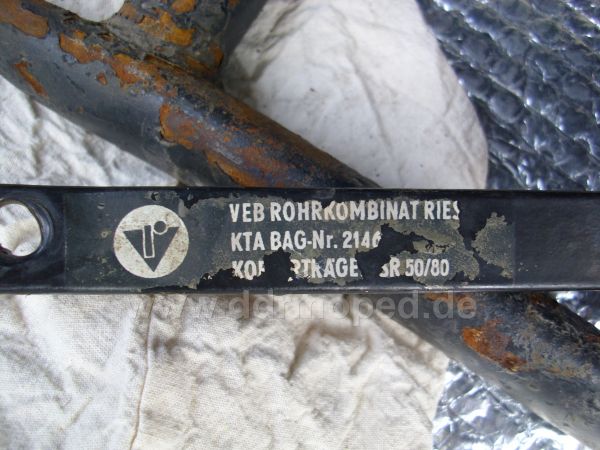 VEB ROHRKOMBINAT RIES
KTA BAG-Nr. 2146
SR 50/80
www.ddrmoped.de